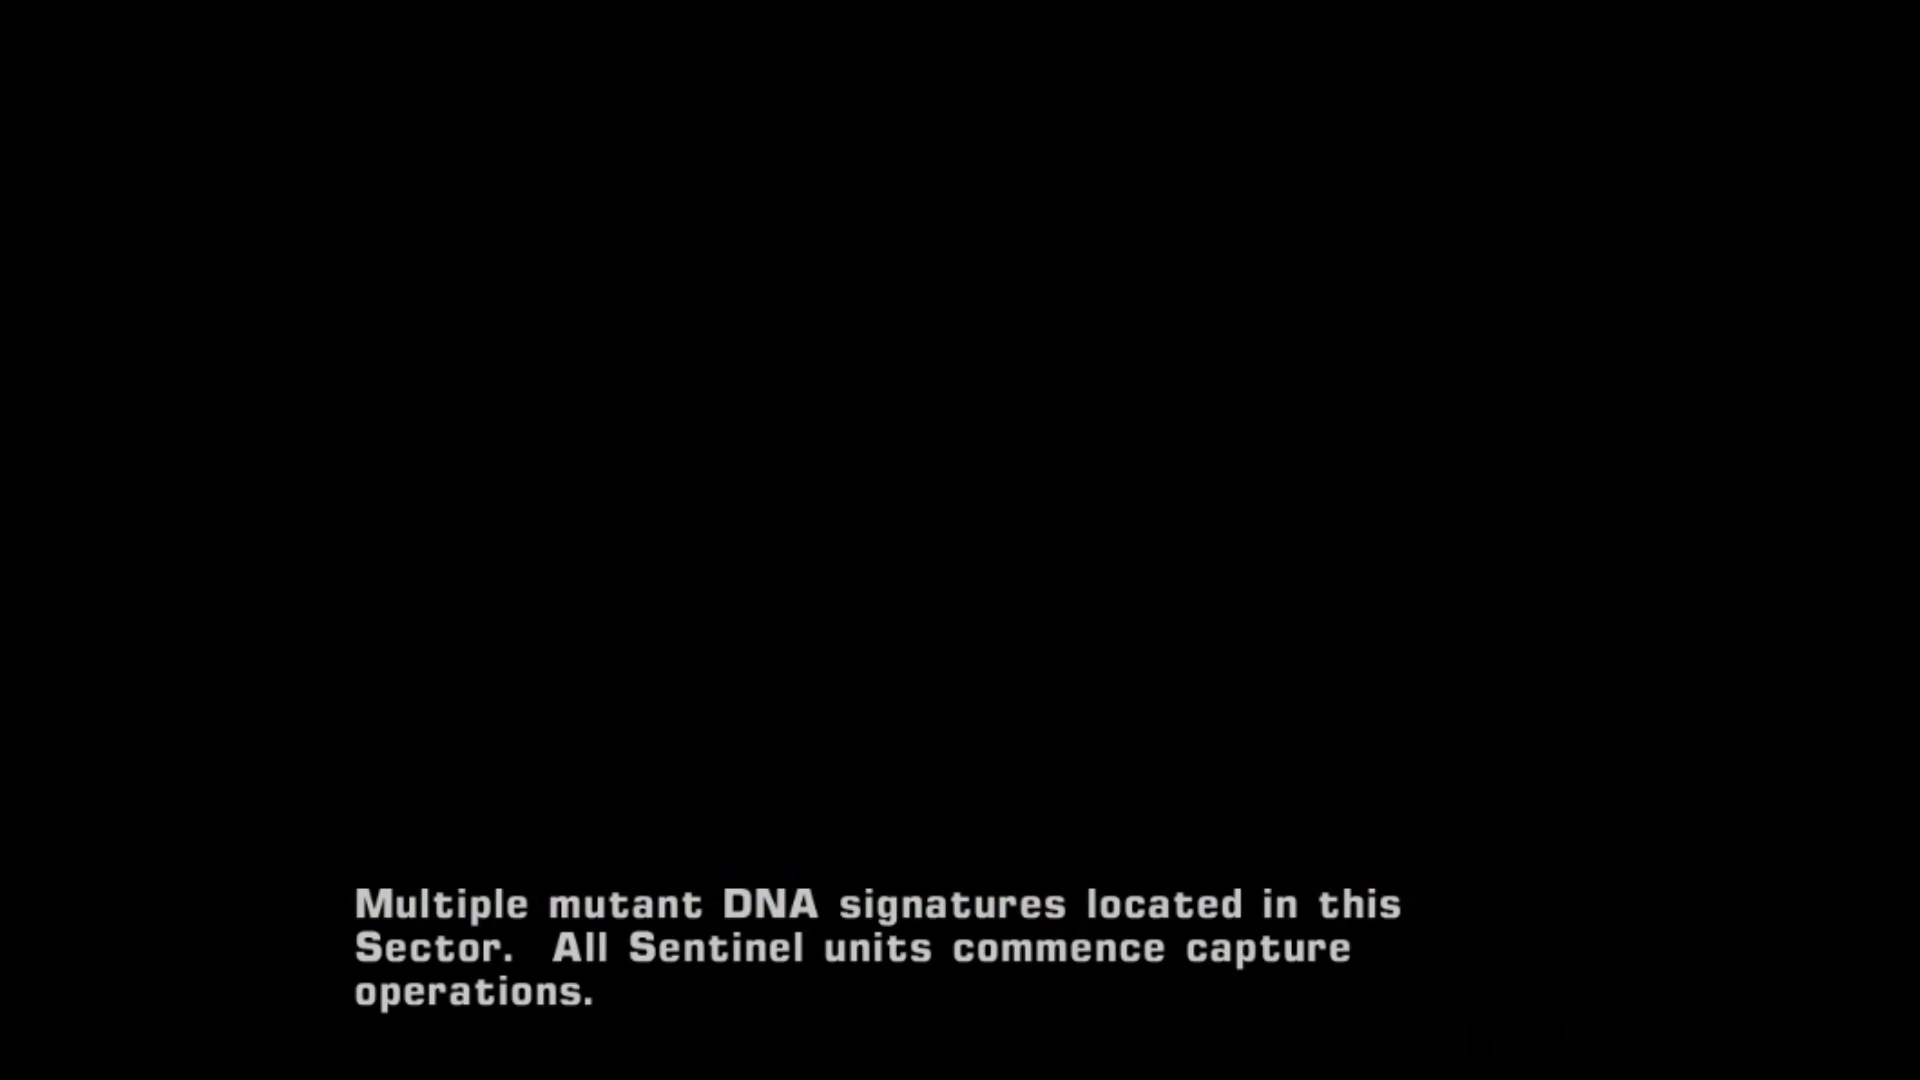 Multiple mutant DNA signatures located in this
Sector.  All Sentinel units commence capture
operations.